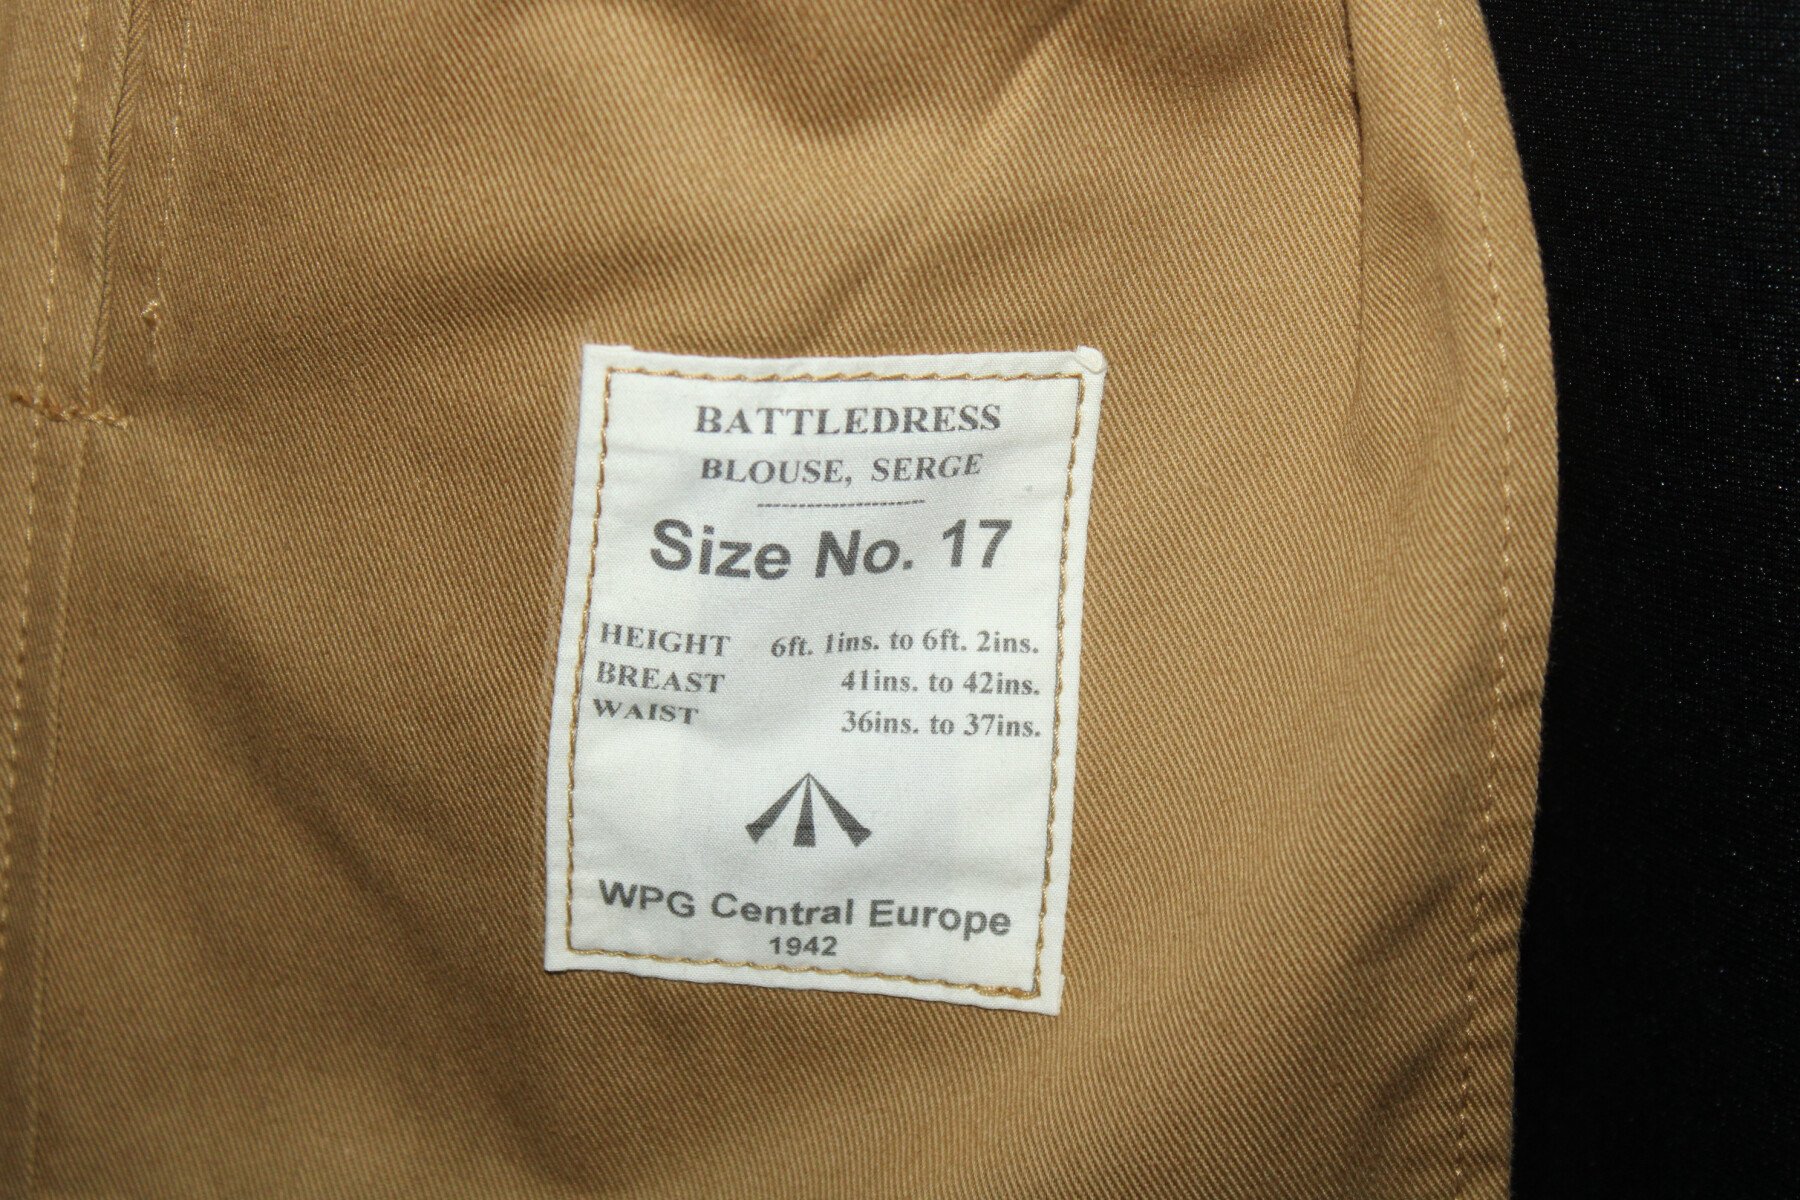 BATTLEDRESS
BLOUSE, SERGE
Size No. 17
HEIGHT 6ft. 1ins. to 6ft. 2ins.
BREAST 41ins. to 42ins.
WAIST 36ins. to 37ins.
WPG Central Europe
1942